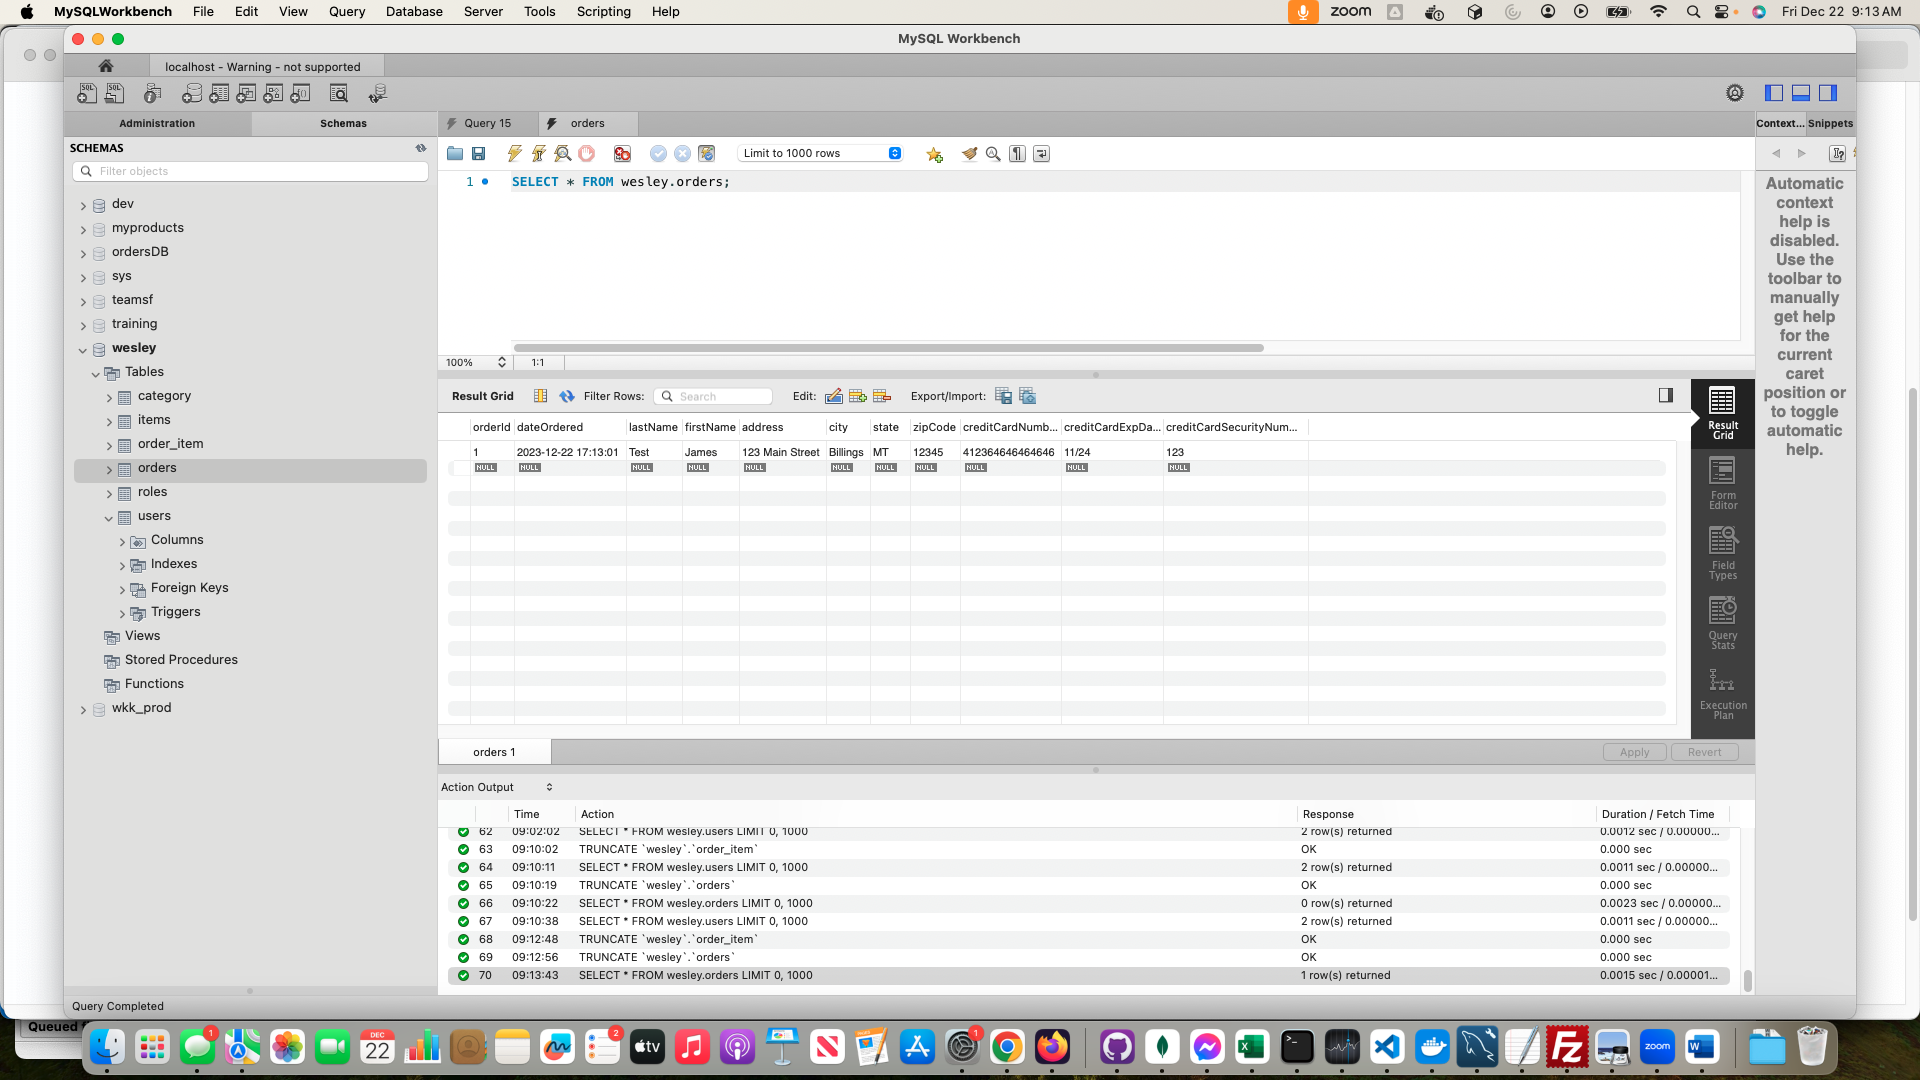 MySQLWorkbench File Edit View Query Database Server Tools Scripting Help
zoom Fri Dec 22 9:13 AM
MySQL Workbench
localhost - Warning - not supported
Administration Schemas
Query 15 orders
Context... Snippets
SCHEMAS
Filter objects
Limit to 1000 rows
1 SELECT * FROM wesley.orders;
dev
myproducts
ordersDB
sys
teamsf
training
wesley
Tables
category
items
order_item
orders
roles
users
Columns
Indexes
Foreign Keys
Triggers
Views
Stored Procedures
Functions
wkk_prod
Automatic
context
help is
disabled.
Use the
toolbar to
manually
get help
for the
current
caret
position or
to toggle
automatic
help.
100% 1:1
Result Grid Filter Rows: Search Edit: Export/Import:
orderId dateOrdered lastName firstName address city state zipCode creditCardNumb... creditCardExpDa... creditCardSecurityNum...
1 2023-12-22 17:13:01 Test James 123 Main Street Billings MT 12345 412364646464646 11/24 123
NULL NULL NULL NULL NULL NULL NULL NULL NULL NULL NULL
Result
Grid
Form
Editor
Field
Types
Query
Stats
Execution
Plan
orders 1
Apply Revert
Action Output
Time Action Response Duration / Fetch Time
62 09:02:02 SELECT * FROM wesley.users LIMIT 0, 1000 2 row(s) returned 0.0012 sec / 0.00000...
63 09:10:02 TRUNCATE `wesley`.`order_item` OK 0.000 sec
64 09:10:11 SELECT * FROM wesley.users LIMIT 0, 1000 2 row(s) returned 0.0011 sec / 0.00000...
65 09:10:19 TRUNCATE `wesley`.`orders` OK 0.000 sec
66 09:10:22 SELECT * FROM wesley.orders LIMIT 0, 1000 0 row(s) returned 0.0023 sec / 0.00000...
67 09:10:38 SELECT * FROM wesley.users LIMIT 0, 1000 2 row(s) returned 0.0011 sec / 0.00000...
68 09:12:48 TRUNCATE `wesley`.`order_item` OK 0.000 sec
69 09:12:56 TRUNCATE `wesley`.`orders` OK 0.000 sec
70 09:13:43 SELECT * FROM wesley.orders LIMIT 0, 1000 1 row(s) returned 0.0015 sec / 0.00001...
Query Completed
Queued
1
DEC
22
2
tv
1
zoom